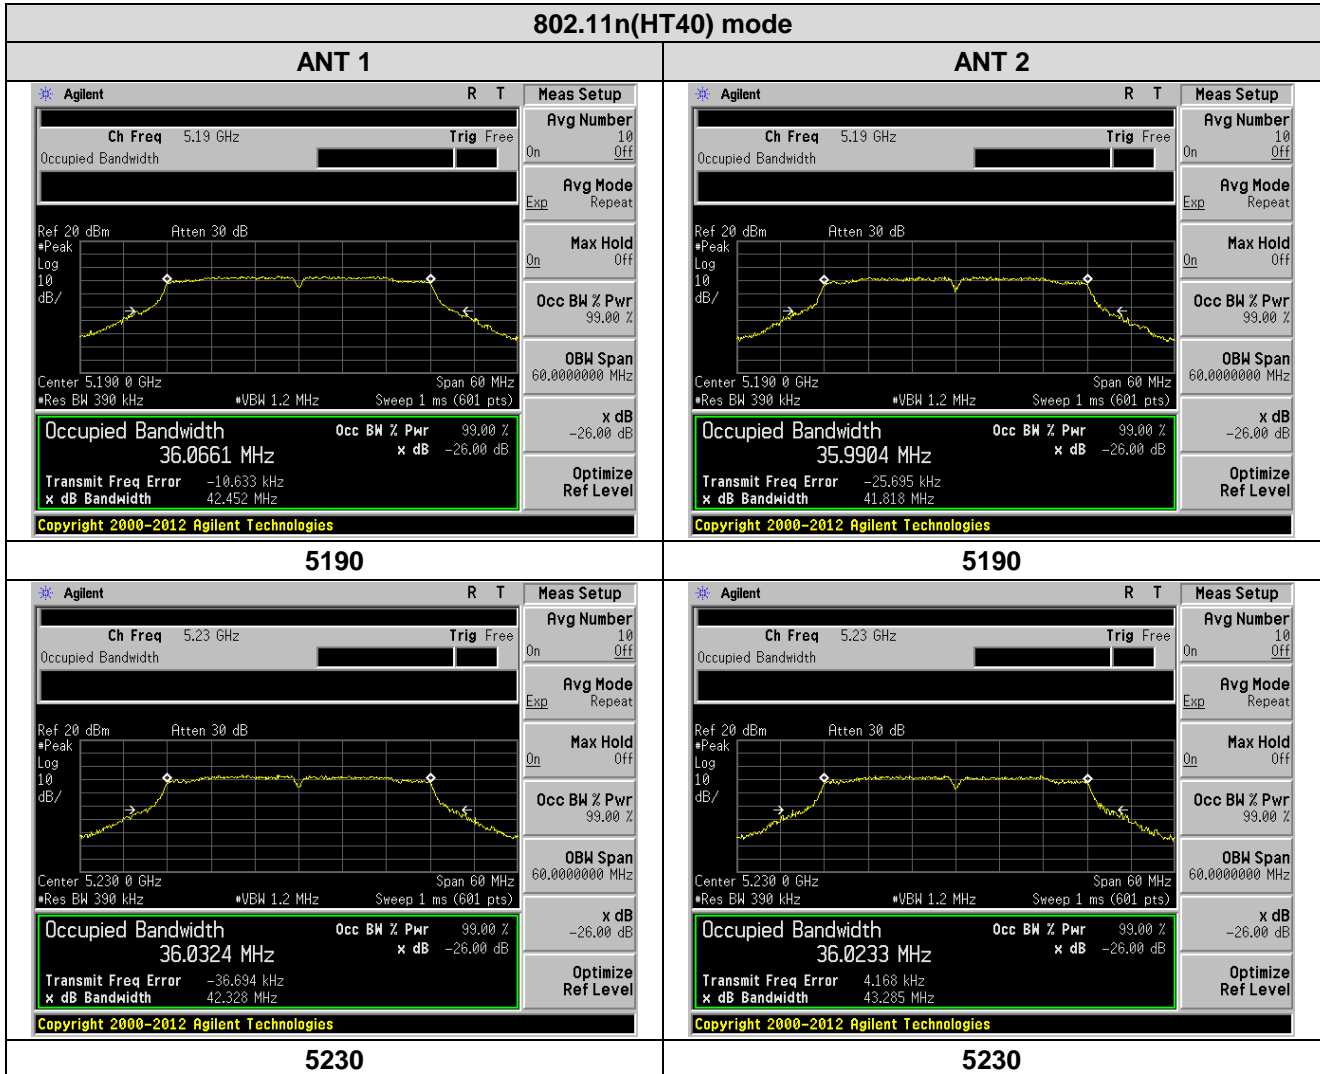 802.11n(HT40) mode
ANT 1
ANT 2
Agilent R T Meas Setup
Ch Freq 5.19 GHz Trig Free
Occupied Bandwidth
Avg Number
10
On Off
Avg Mode
Exp Repeat
Ref 20 dBm Atten 30 dB
#Peak
Log
10
dB/
Max Hold
On Off
Occ BW % Pwr
99.00 %
OBW Span
60.0000000 MHz
Center 5.190 0 GHz Span 60 MHz
#Res BW 390 kHz #VBW 1.2 MHz Sweep 1 ms (601 pts)
x dB
-26.00 dB
Occupied Bandwidth Occ BW % Pwr 99.00 %
36.0661 MHz x dB -26.00 dB
Transmit Freq Error -10.633 kHz
x dB Bandwidth 42.452 MHz
Optimize
Ref Level
Copyright 2000-2012 Agilent Technologies
Agilent R T Meas Setup
Ch Freq 5.19 GHz Trig Free
Occupied Bandwidth
Avg Number
10
On Off
Avg Mode
Exp Repeat
Ref 20 dBm Atten 30 dB
#Peak
Log
10
dB/
Max Hold
On Off
Occ BW % Pwr
99.00 %
OBW Span
60.0000000 MHz
Center 5.190 0 GHz Span 60 MHz
#Res BW 390 kHz #VBW 1.2 MHz Sweep 1 ms (601 pts)
x dB
-26.00 dB
Occupied Bandwidth Occ BW % Pwr 99.00 %
35.9904 MHz x dB -26.00 dB
Transmit Freq Error -25.695 kHz
x dB Bandwidth 41.818 MHz
Optimize
Ref Level
Copyright 2000-2012 Agilent Technologies
5190
5190
Agilent R T Meas Setup
Ch Freq 5.23 GHz Trig Free
Occupied Bandwidth
Avg Number
10
On Off
Avg Mode
Exp Repeat
Ref 20 dBm Atten 30 dB
#Peak
Log
10
dB/
Max Hold
On Off
Occ BW % Pwr
99.00 %
OBW Span
60.0000000 MHz
Center 5.230 0 GHz Span 60 MHz
#Res BW 390 kHz #VBW 1.2 MHz Sweep 1 ms (601 pts)
x dB
-26.00 dB
Occupied Bandwidth Occ BW % Pwr 99.00 %
36.0324 MHz x dB -26.00 dB
Transmit Freq Error -36.694 kHz
x dB Bandwidth 42.328 MHz
Optimize
Ref Level
Copyright 2000-2012 Agilent Technologies
Agilent R T Meas Setup
Ch Freq 5.23 GHz Trig Free
Occupied Bandwidth
Avg Number
10
On Off
Avg Mode
Exp Repeat
Ref 20 dBm Atten 30 dB
#Peak
Log
10
dB/
Max Hold
On Off
Occ BW % Pwr
99.00 %
OBW Span
60.0000000 MHz
Center 5.230 0 GHz Span 60 MHz
#Res BW 390 kHz #VBW 1.2 MHz Sweep 1 ms (601 pts)
x dB
-26.00 dB
Occupied Bandwidth Occ BW % Pwr 99.00 %
36.0233 MHz x dB -26.00 dB
Transmit Freq Error 4.168 kHz
x dB Bandwidth 43.285 MHz
Optimize
Ref Level
Copyright 2000-2012 Agilent Technologies
5230
5230